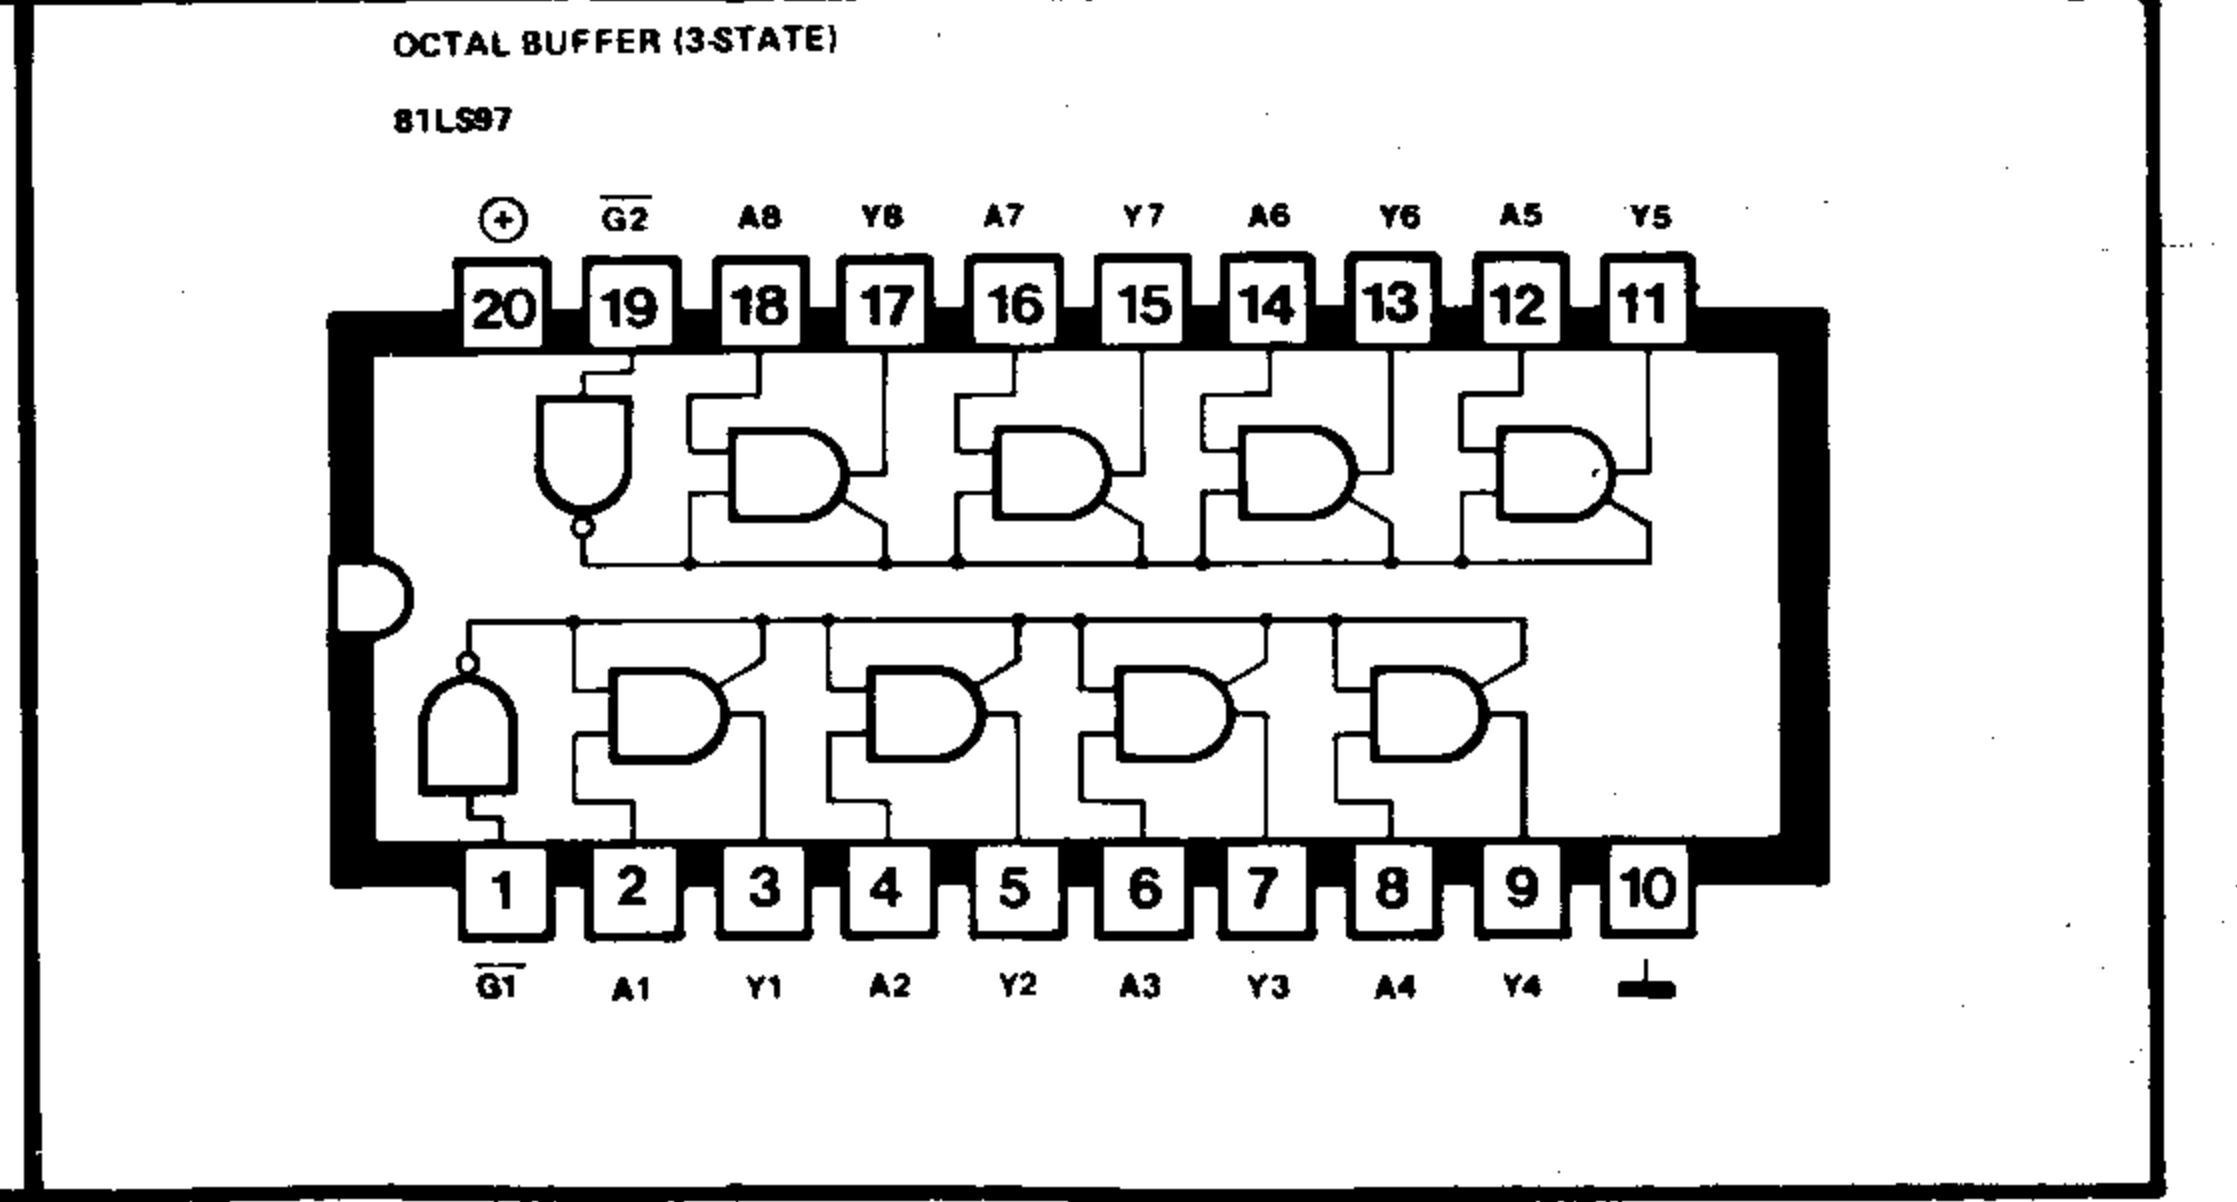 OCTAL BUFFER (3-STATE)
81LS97
+ G2 A8 Y8 A7 Y7 A6 Y6 A5 Y5
20 19 18 17 16 15 14 13 12 11
1 2 3 4 5 6 7 8 9 10
G1 A1 Y1 A2 Y2 A3 Y3 A4 Y4